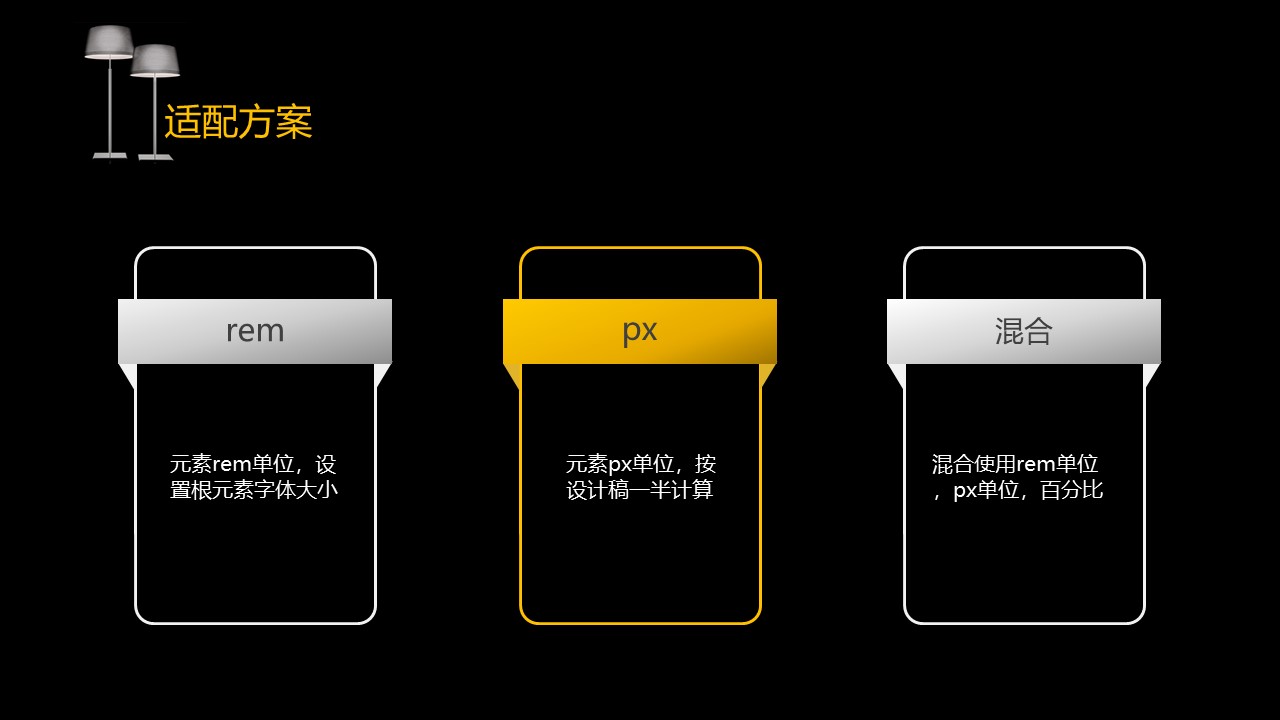 适配方案
rem
px
混合
元素rem单位，设
置根元素字体大小
元素px单位，按
设计稿一半计算
混合使用rem单位
，px单位，百分比